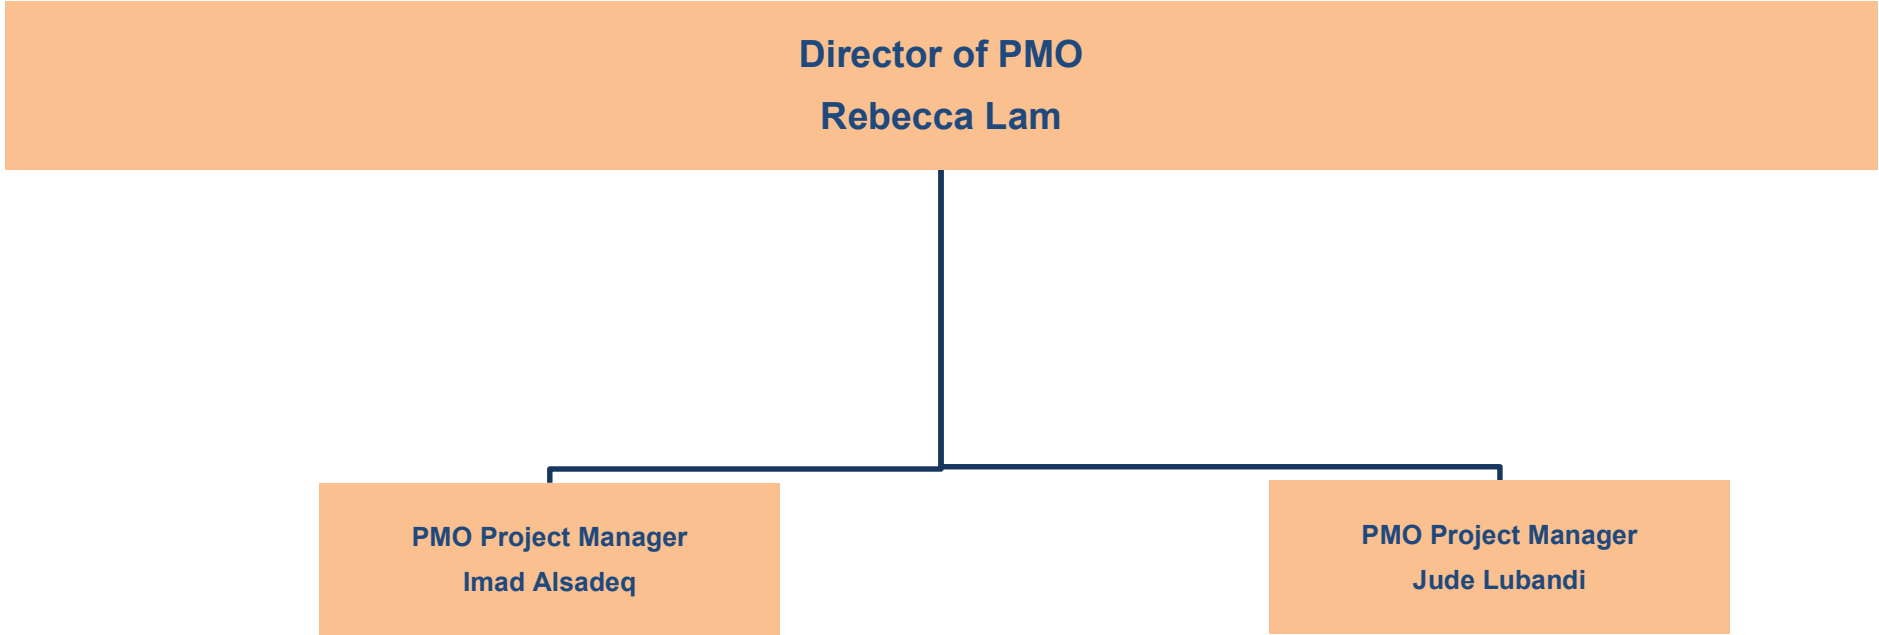 Director of PMO
Rebecca Lam
PMO Project Manager
Imad Alsadeq
PMO Project Manager
Jude Lubandi